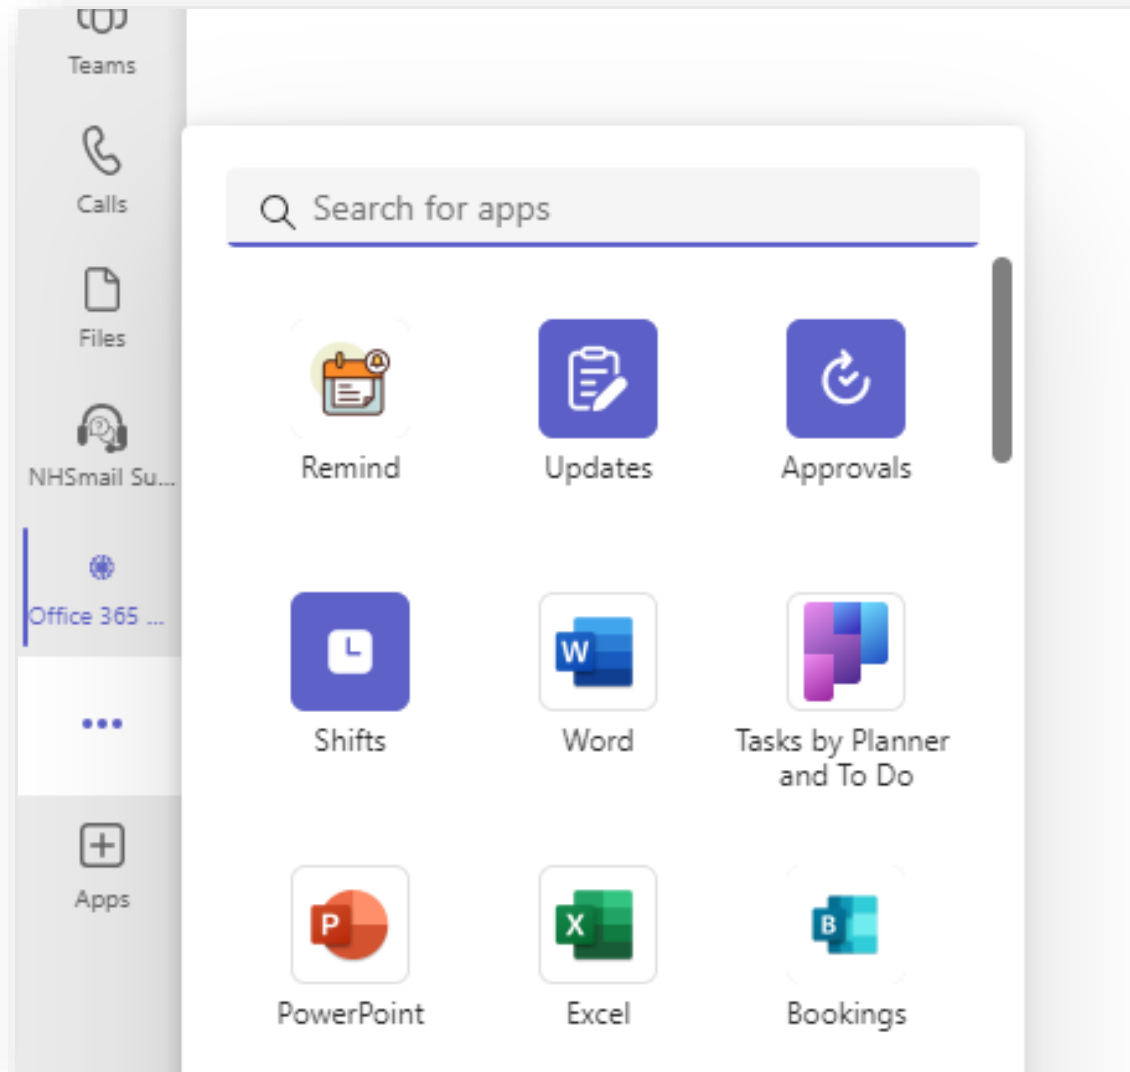 Teams
Calls
Files
NHSmail Su...
Office 365 ...
Apps
Search for apps
Remind
Updates
Approvals
Shifts
W
Word
Tasks by Planner
and To Do
P
PowerPoint
X
Excel
B
Bookings